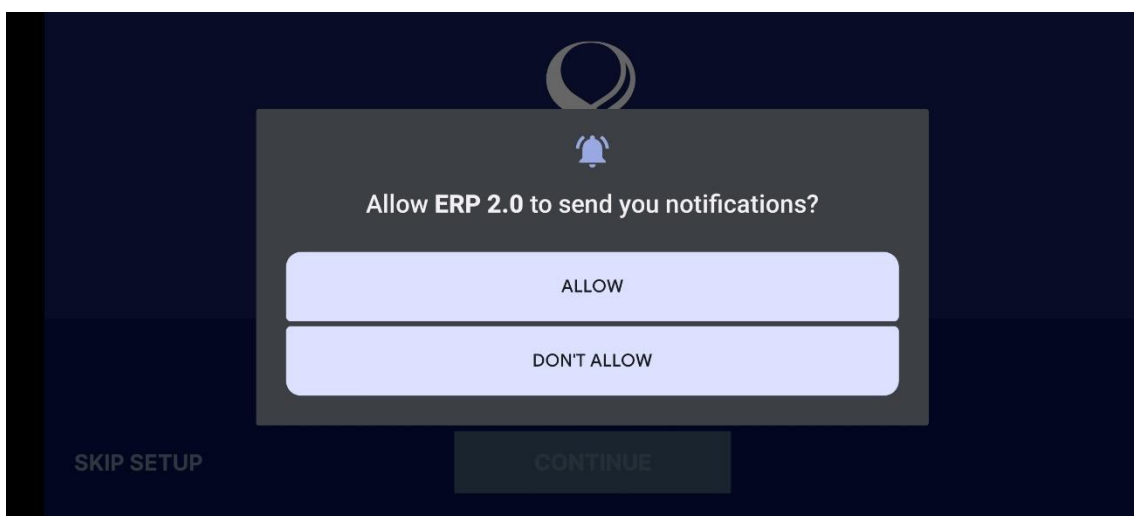 Allow ERP 2.0 to send you notifications?
ALLOW
DON'T ALLOW
SKIP SETUP
CONTINUE